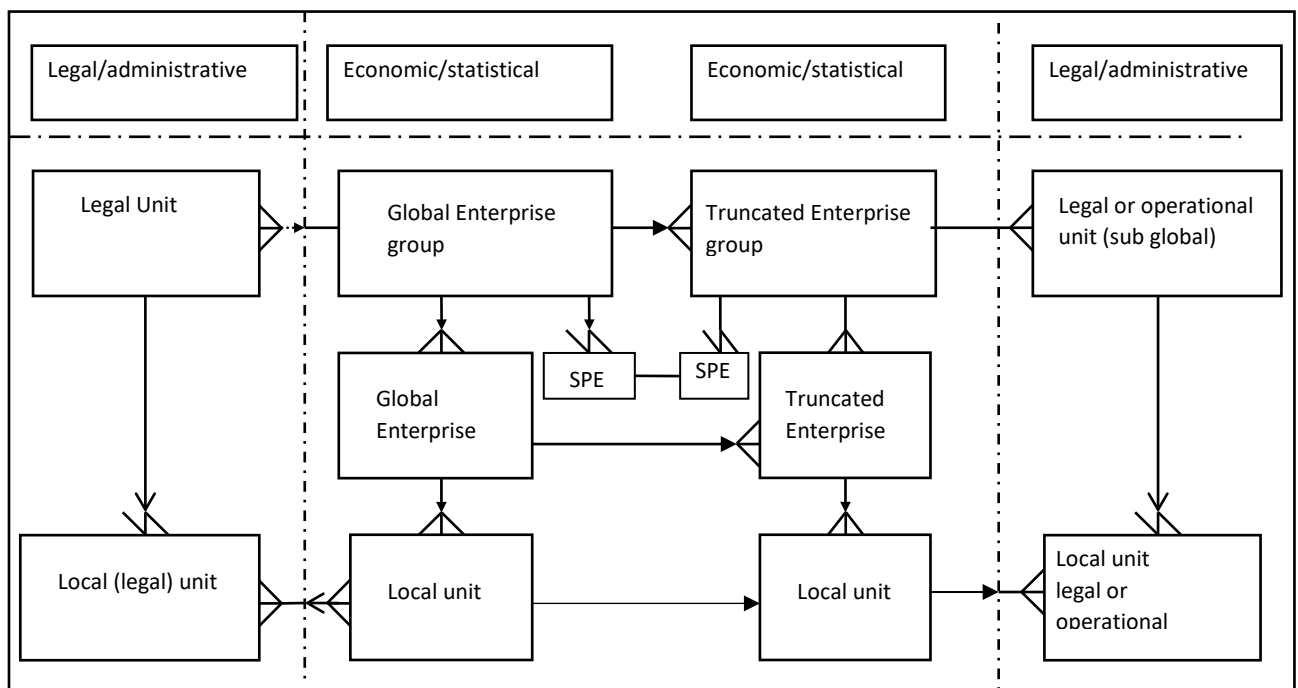 Legal/administrative
Economic/statistical
Economic/statistical
Legal/administrative
Legal Unit
Global Enterprise
group
Truncated Enterprise
group
Legal or operational
unit (sub global)
SPE
SPE
Global
Enterprise
Truncated
Enterprise
Local (legal) unit
Local unit
Local unit
Local unit
legal or
operational